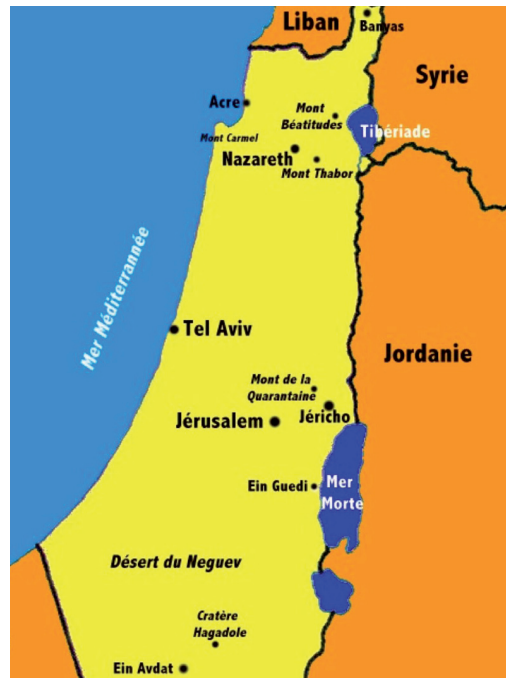 Liban
Banyas
Syrie
Acre
Mont
Béatitudes
Tibériade
Mont Carmel
Nazareth
Mont Thabor
Mer Méditerrannée
Tel Aviv
Jordanie
Mont de la
Quarantaine
Jéricho
Jérusalem
Ein Guedi
Mer
Morte
Désert du Neguev
Cratère
Hagadole
Ein Avdat